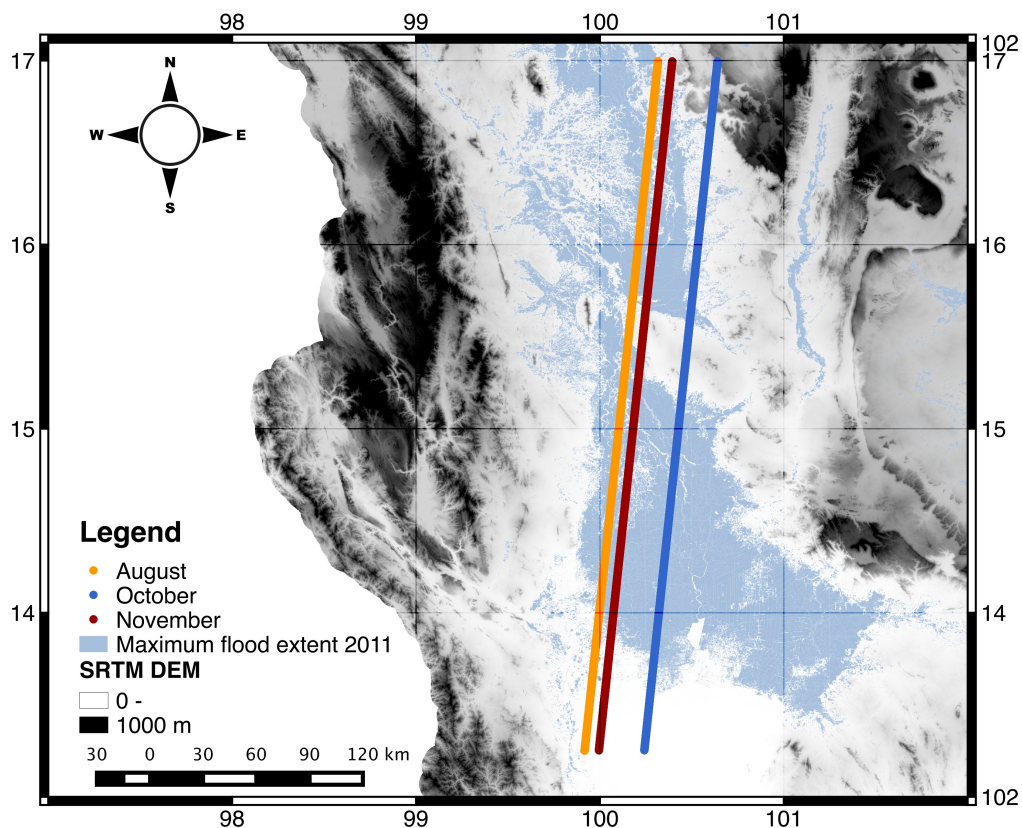 98 99 100 101
17 102
17
N
W E
S
16 16
15 15
Legend
August
October
14 14
November
Maximum flood extent 2011
SRTM DEM
0 -
1000 m
30 0 30 60 90 120 km
102
98 99 100 101